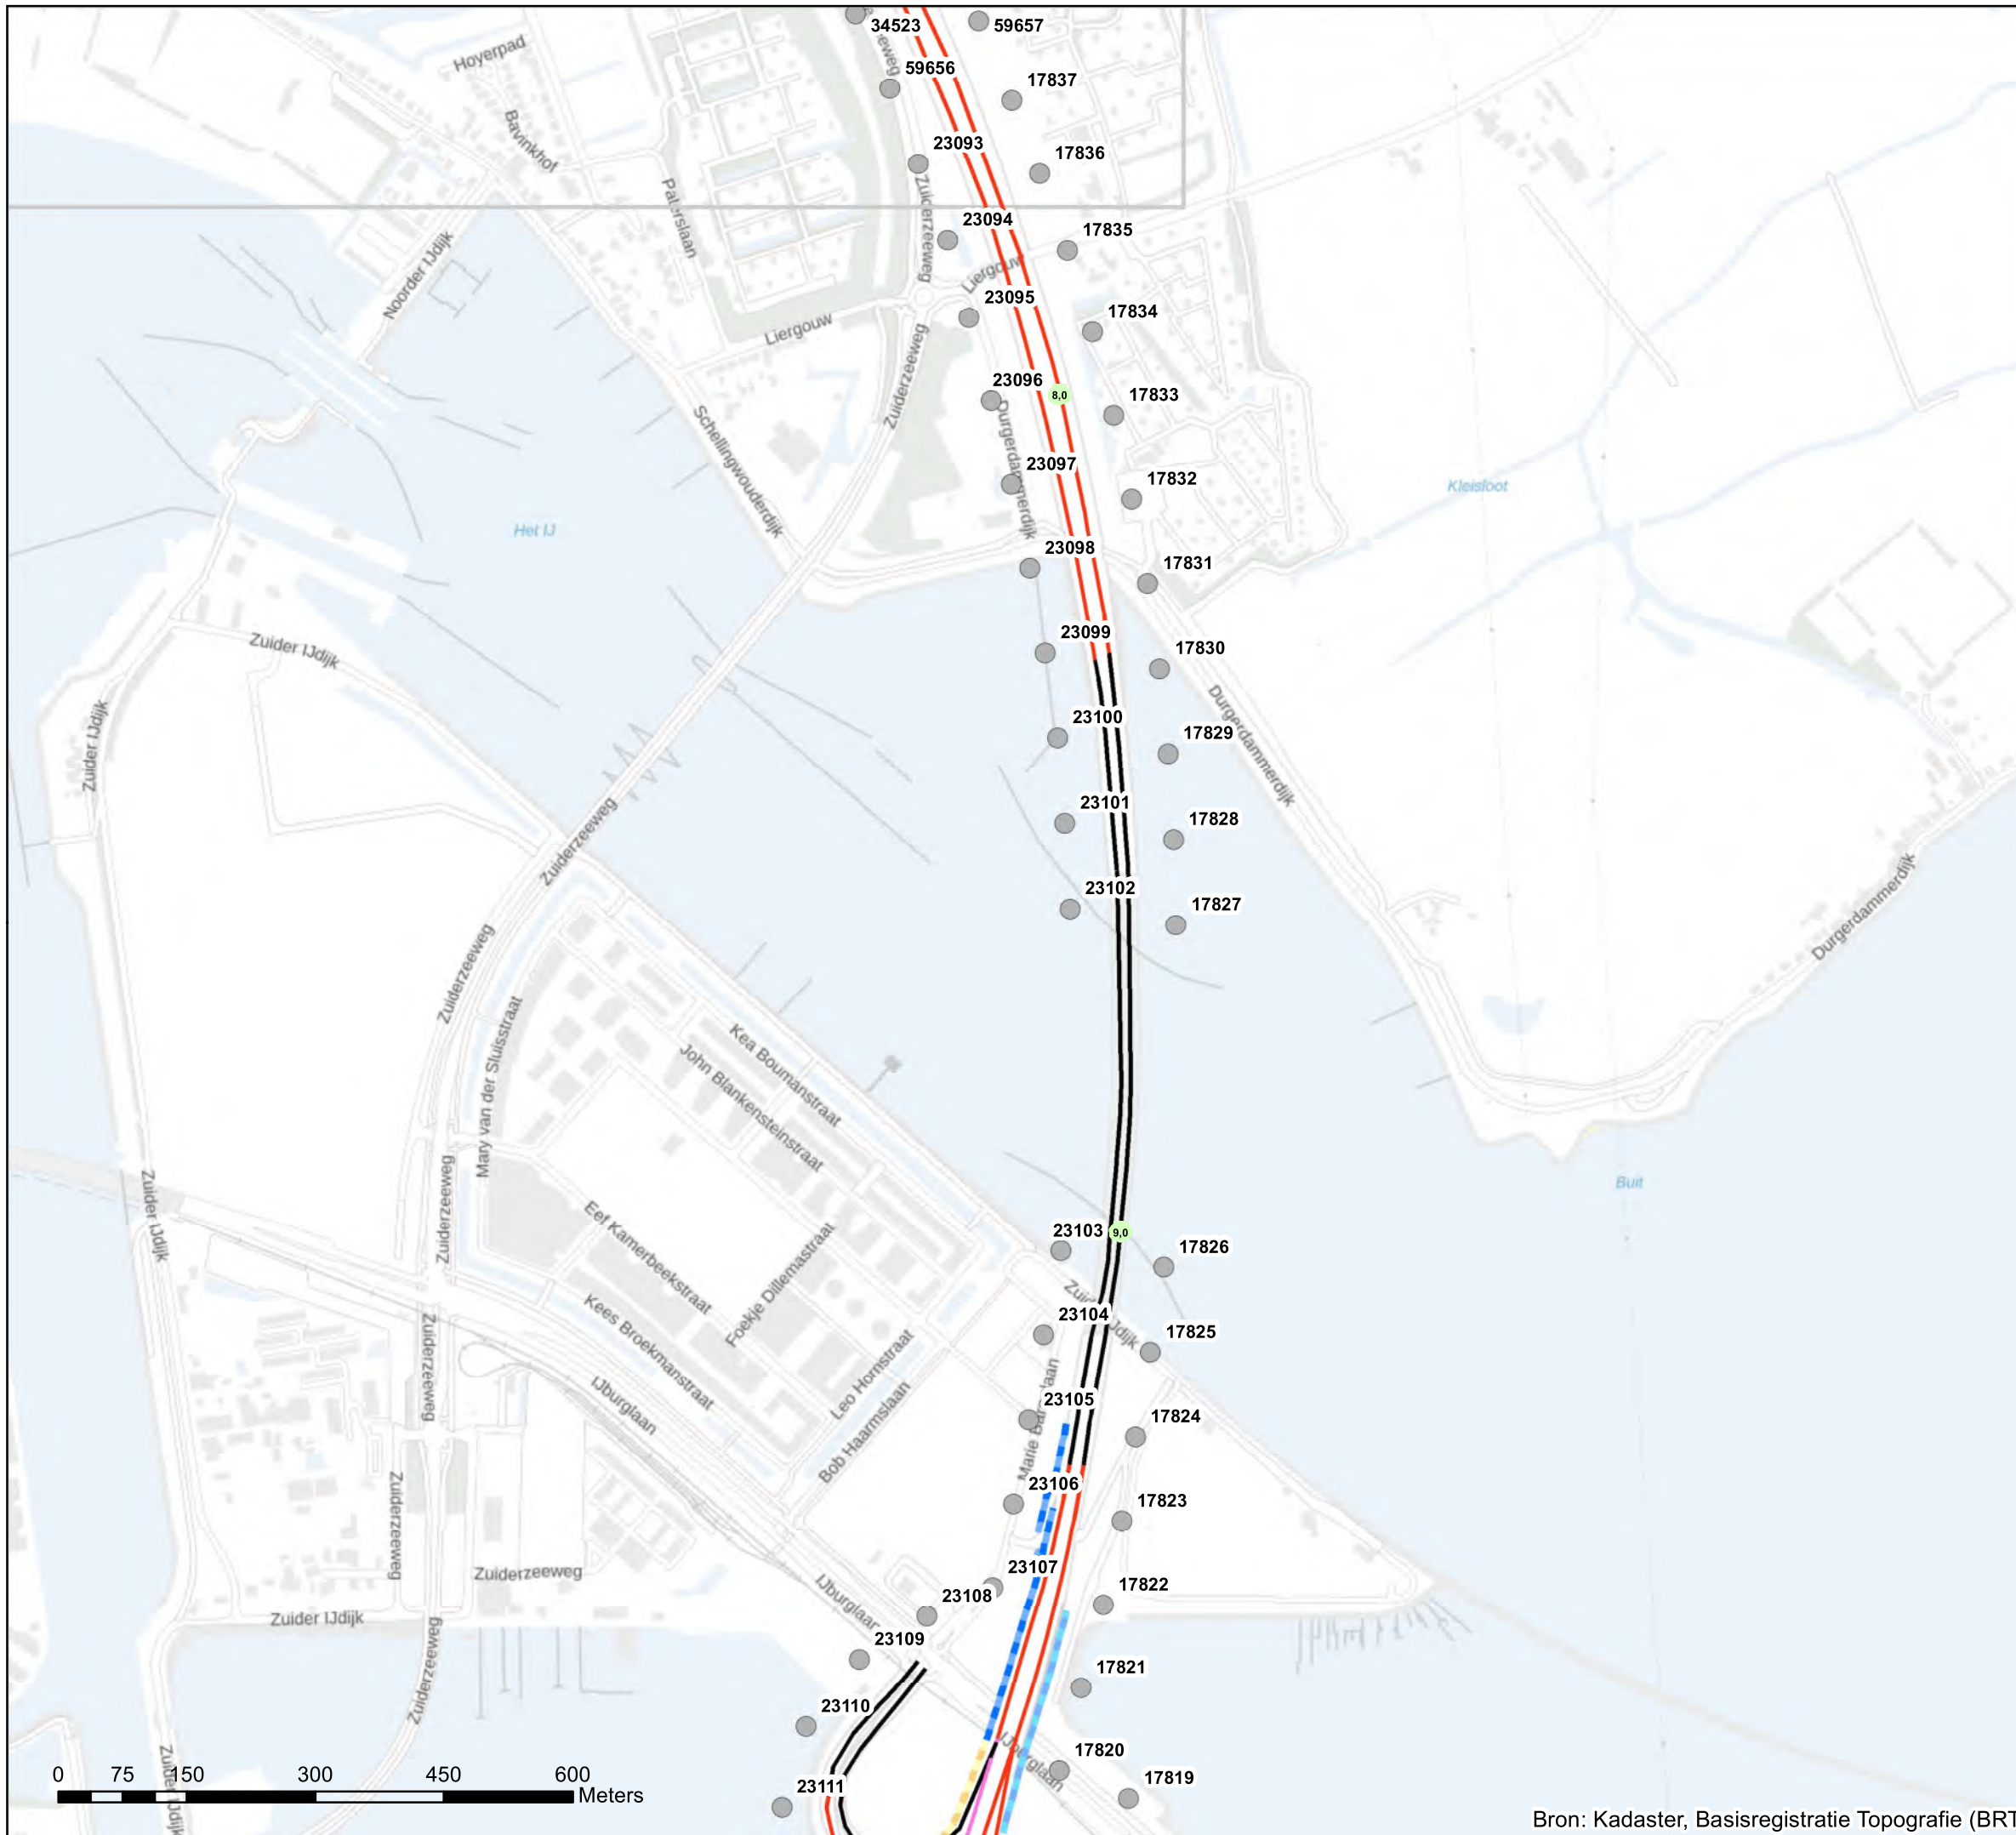 34523
59657
Hoyerpad
59656
17837
Bavinkhof
23093
17836
Zuiderzeeweg
23094
17835
Noorder IJdijk
Liergouw
23095
17834
Liergouw
Zuiderzeeweg
23096
8,0
17833
Schellingwouderdijk
Durgerdammerdijk
23097
17832
Kleisloot
Het IJ
23098
17831
23099
Zuider IJdijk
17830
Zuider IJdijk
23100
17829
Durgerdammerdijk
23101
17828
Zuiderzeeweg
23102
17827
Durgerdammerdijk
Zuiderzeeweg
Mary van der Sluisstraat
Kea Boumanstraat
John Blankensteinstraat
Zuider IJdijk
Zuiderzeeweg
Buit
Eef Kamerbeekstraat
Foekje Dillemastraat
23103
9,0
17826
Kees Broekmanstraat
Zuiderzeeweg
23104
17825
Leo Hornstraat
IJburglaan
Bob Haarmslaan
23105
17824
Marie
23106
17823
Zuiderzeeweg
Zuiderzeeweg
23107
17822
23108
IJburglaan
Zuider IJdijk
23109
Zuiderzeeweg
17821
23110
IJburglaan
17820
17819
23111
Zuider IJdijk
0 75 150 300 450 600
Meters
Bron: Kadaster, Basisregistratie Topografie (BRT